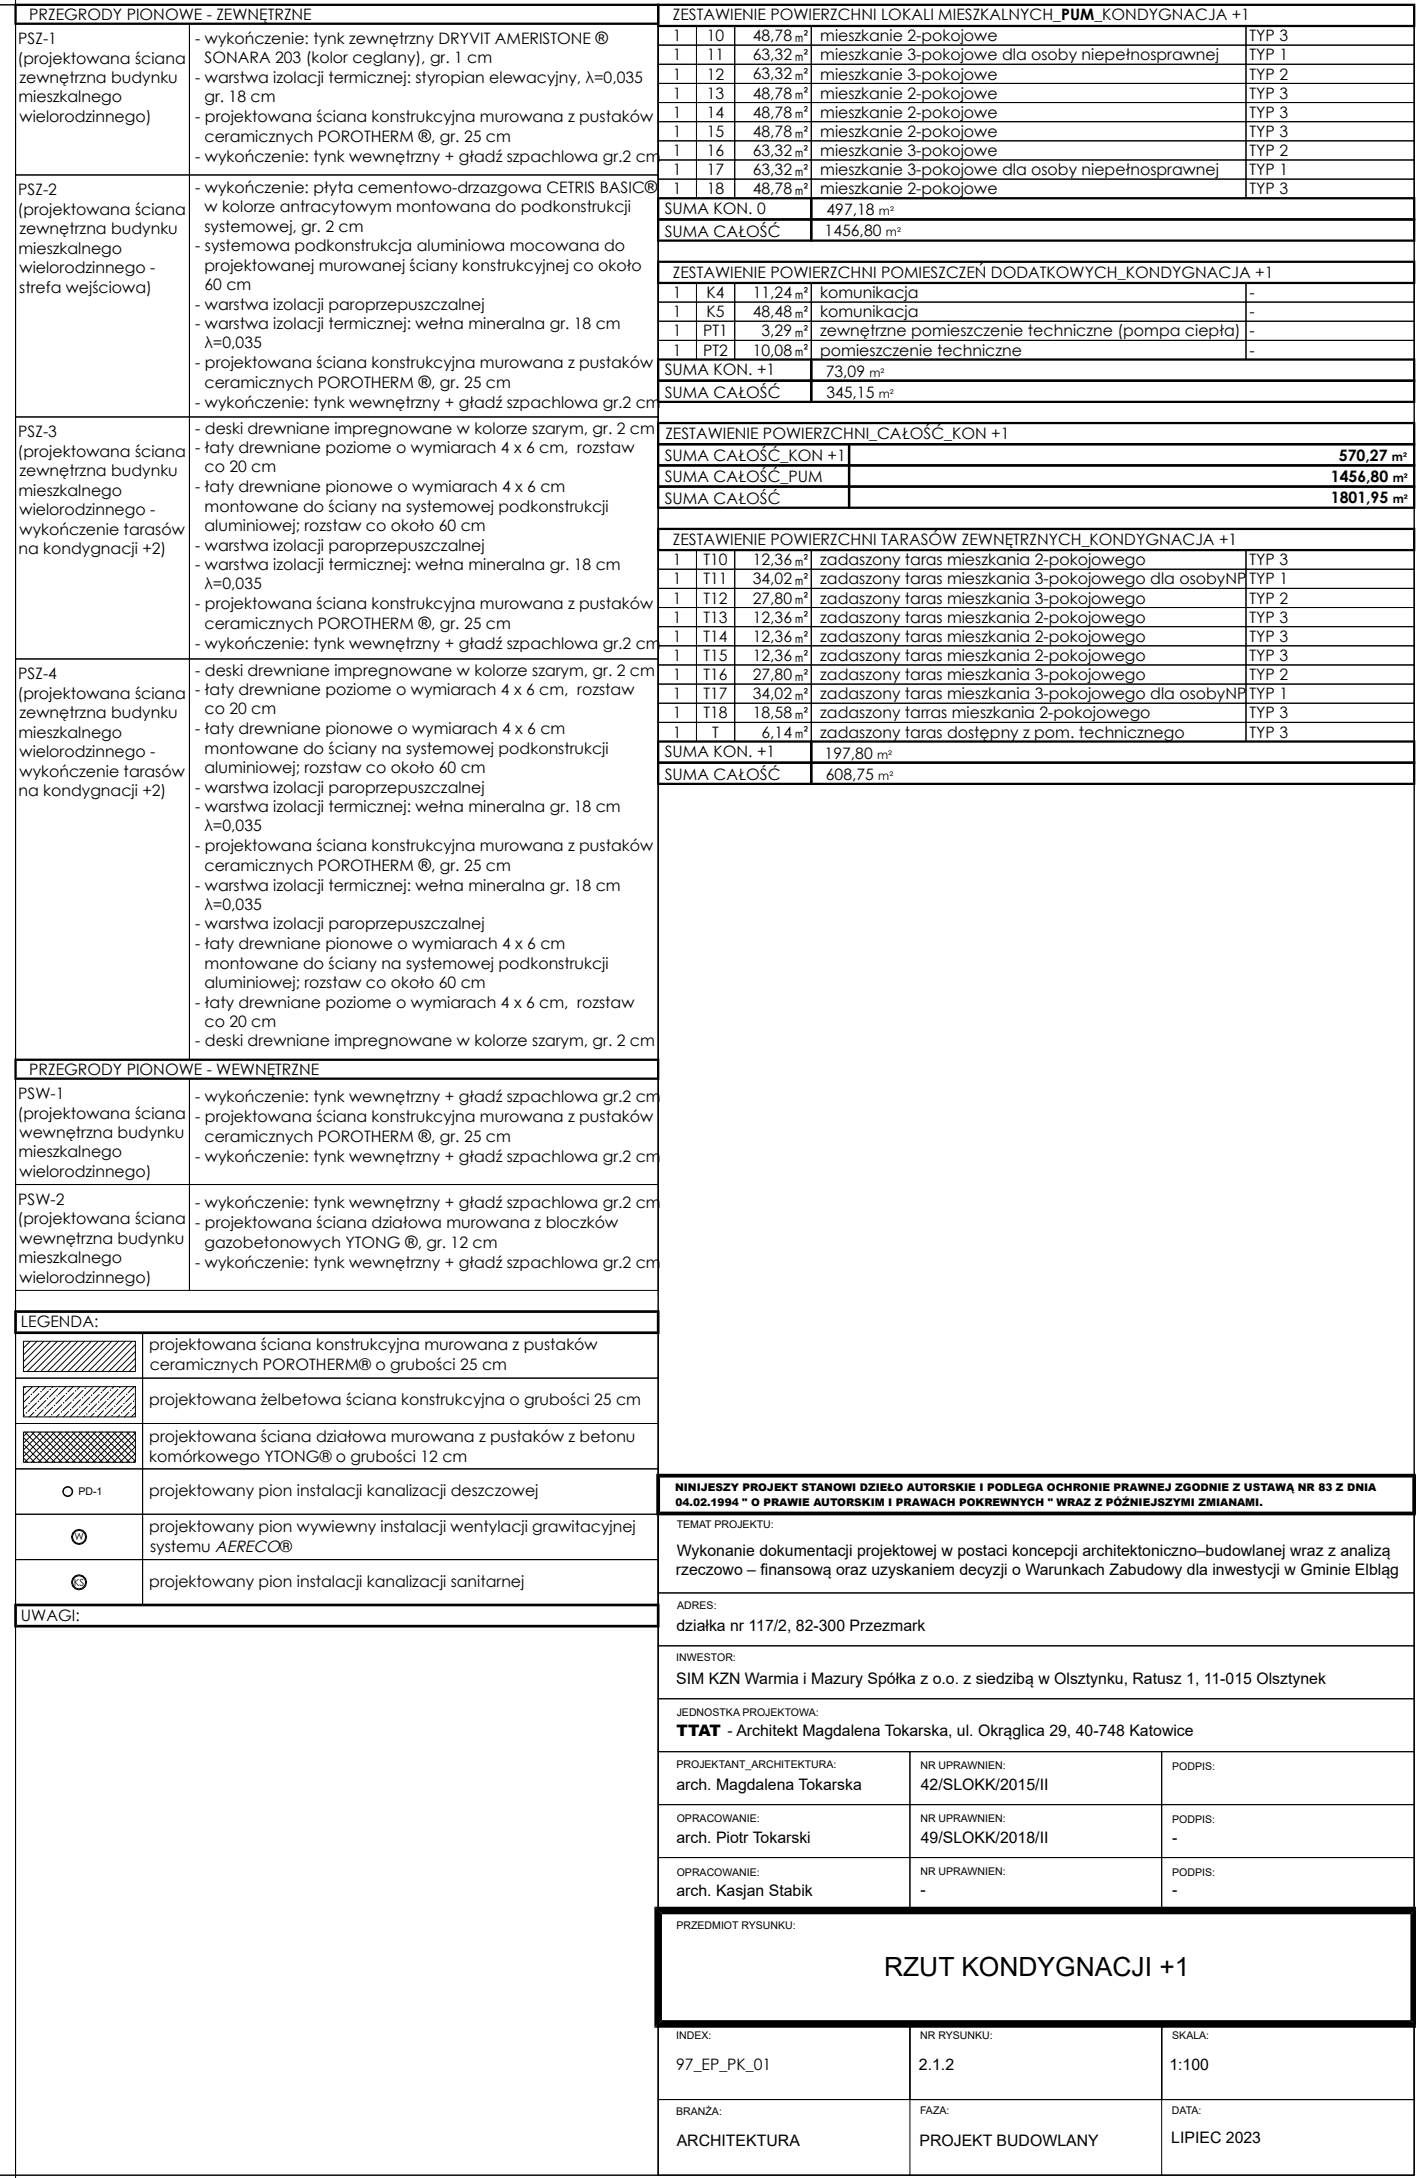 PRZEGRODY PIONOWE - ZEWNĘTRZNE
PSZ-1
(projektowana ściana
zewnętrzna budynku
mieszkalnego
wielorodzinnego)
- wykończenie: tynk zewnętrzny DRYVIT AMERISTONE ®
SONARA 203 (kolor ceglany), gr. 1 cm
- warstwa izolacji termicznej: styropian elewacyjny, λ=0,035
gr. 18 cm
- projektowana ściana konstrukcyjna murowana z pustaków
ceramicznych POROTHERM ®, gr. 25 cm
- wykończenie: tynk wewnętrzny + gładź szpachlowa gr.2 cm
PSZ-2
(projektowana ściana
zewnętrzna budynku
mieszkalnego
wielorodzinnego -
strefa wejściowa)
- wykończenie: płyta cementowo-drzazgowa CETRIS BASIC®
w kolorze antracytowym montowana do podkonstrukcji
systemowej, gr. 2 cm
- systemowa podkonstrukcja aluminiowa mocowana do
projektowanej murowanej ściany konstrukcyjnej co około
60 cm
- warstwa izolacji paroprzepuszczalnej
- warstwa izolacji termicznej: wełna mineralna gr. 18 cm
λ=0,035
- projektowana ściana konstrukcyjna murowana z pustaków
ceramicznych POROTHERM ®, gr. 25 cm
- wykończenie: tynk wewnętrzny + gładź szpachlowa gr.2 cm
PSZ-3
(projektowana ściana
zewnętrzna budynku
mieszkalnego
wielorodzinnego -
wykończenie tarasów
na kondygnacji +2)
- deski drewniane impregnowane w kolorze szarym, gr. 2 cm
- łaty drewniane poziome o wymiarach 4 x 6 cm, rozstaw
co 20 cm
- łaty drewniane pionowe o wymiarach 4 x 6 cm
montowane do ściany na systemowej podkonstrukcji
aluminiowej; rozstaw co około 60 cm
- warstwa izolacji paroprzepuszczalnej
- warstwa izolacji termicznej: wełna mineralna gr. 18 cm
λ=0,035
- projektowana ściana konstrukcyjna murowana z pustaków
ceramicznych POROTHERM ®, gr. 25 cm
- wykończenie: tynk wewnętrzny + gładź szpachlowa gr.2 cm
PSZ-4
(projektowana ściana
zewnętrzna budynku
mieszkalnego
wielorodzinnego -
wykończenie tarasów
na kondygnacji +2)
- deski drewniane impregnowane w kolorze szarym, gr. 2 cm
- łaty drewniane poziome o wymiarach 4 x 6 cm, rozstaw
co 20 cm
- łaty drewniane pionowe o wymiarach 4 x 6 cm
montowane do ściany na systemowej podkonstrukcji
aluminiowej; rozstaw co około 60 cm
- warstwa izolacji paroprzepuszczalnej
- warstwa izolacji termicznej: wełna mineralna gr. 18 cm
λ=0,035
- projektowana ściana konstrukcyjna murowana z pustaków
ceramicznych POROTHERM ®, gr. 25 cm
- warstwa izolacji termicznej: wełna mineralna gr. 18 cm
λ=0,035
- warstwa izolacji paroprzepuszczalnej
- łaty drewniane pionowe o wymiarach 4 x 6 cm
montowane do ściany na systemowej podkonstrukcji
aluminiowej; rozstaw co około 60 cm
- łaty drewniane poziome o wymiarach 4 x 6 cm, rozstaw
co 20 cm
- deski drewniane impregnowane w kolorze szarym, gr. 2 cm
PRZEGRODY PIONOWE - WEWNĘTRZNE
PSW-1
(projektowana ściana
wewnętrzna budynku
mieszkalnego
wielorodzinnego)
- wykończenie: tynk wewnętrzny + gładź szpachlowa gr.2 cm
- projektowana ściana konstrukcyjna murowana z pustaków
ceramicznych POROTHERM ®, gr. 25 cm
- wykończenie: tynk wewnętrzny + gładź szpachlowa gr.2 cm
PSW-2
(projektowana ściana
wewnętrzna budynku
mieszkalnego
wielorodzinnego)
- wykończenie: tynk wewnętrzny + gładź szpachlowa gr.2 cm
- projektowana ściana działowa murowana z bloczków
gazobetonowych YTONG ®, gr. 12 cm
- wykończenie: tynk wewnętrzny + gładź szpachlowa gr.2 cm
LEGENDA:
projektowana ściana konstrukcyjna murowana z pustaków
ceramicznych POROTHERM® o grubości 25 cm
projektowana żelbetowa ściana konstrukcyjna o grubości 25 cm
projektowana ściana działowa murowana z pustaków z betonu
komórkowego YTONG® o grubości 12 cm
PD-1 projektowany pion instalacji kanalizacji deszczowej
W projektowany pion wywiewny instalacji wentylacji grawitacyjnej
systemu AERECO®
KS projektowany pion instalacji kanalizacji sanitarnej
UWAGI:
ZESTAWIENIE POWIERZCHNI LOKALI MIESZKALNYCH_PUM_KONDYGNACJA +1
1 10 48,78 m² mieszkanie 2-pokojowe TYP 3
1 11 63,32 m² mieszkanie 3-pokojowe dla osoby niepełnosprawnej TYP 1
1 12 63,32 m² mieszkanie 3-pokojowe TYP 2
1 13 48,78 m² mieszkanie 2-pokojowe TYP 3
1 14 48,78 m² mieszkanie 2-pokojowe TYP 3
1 15 48,78 m² mieszkanie 2-pokojowe TYP 3
1 16 63,32 m² mieszkanie 3-pokojowe TYP 2
1 17 63,32 m² mieszkanie 3-pokojowe dla osoby niepełnosprawnej TYP 1
1 18 48,78 m² mieszkanie 2-pokojowe TYP 3
SUMA KON. 0 497,18 m²
SUMA CAŁOŚĆ 1456,80 m²
ZESTAWIENIE POWIERZCHNI POMIESZCZEŃ DODATKOWYCH_KONDYGNACJA +1
1 K4 11,24 m² komunikacja -
1 K5 48,48 m² komunikacja -
1 PT1 3,29 m² zewnętrzne pomieszczenie techniczne (pompa ciepła) -
1 PT2 10,08 m² pomieszczenie techniczne -
SUMA KON. +1 73,09 m²
SUMA CAŁOŚĆ 345,15 m²
ZESTAWIENIE POWIERZCHNI_CAŁOŚĆ_KON +1
SUMA CAŁOŚĆ_KON +1 570,27 m²
SUMA CAŁOŚĆ_PUM 1456,80 m²
SUMA CAŁOŚĆ 1801,95 m²
ZESTAWIENIE POWIERZCHNI TARASÓW ZEWNĘTRZNYCH_KONDYGNACJA +1
1 T10 12,36 m² zadaszony taras mieszkania 2-pokojowego TYP 3
1 T11 34,02 m² zadaszony taras mieszkania 3-pokojowego dla osobyNP TYP 1
1 T12 27,80 m² zadaszony taras mieszkania 3-pokojowego TYP 2
1 T13 12,36 m² zadaszony taras mieszkania 2-pokojowego TYP 3
1 T14 12,36 m² zadaszony taras mieszkania 2-pokojowego TYP 3
1 T15 12,36 m² zadaszony taras mieszkania 2-pokojowego TYP 3
1 T16 27,80 m² zadaszony taras mieszkania 3-pokojowego TYP 2
1 T17 34,02 m² zadaszony taras mieszkania 3-pokojowego dla osobyNP TYP 1
1 T18 18,58 m² zadaszony tarras mieszkania 2-pokojowego TYP 3
1 T 6,14 m² zadaszony taras dostępny z pom. technicznego TYP 3
SUMA KON. +1 197,80 m²
SUMA CAŁOŚĆ 608,75 m²
NINIJESZY PROJEKT STANOWI DZIEŁO AUTORSKIE I PODLEGA OCHRONIE PRAWNEJ ZGODNIE Z USTAWĄ NR 83 Z DNIA
04.02.1994 " O PRAWIE AUTORSKIM I PRAWACH POKREWNYCH " WRAZ Z PÓŹNIEJSZYMI ZMIANAMI.
TEMAT PROJEKTU:
Wykonanie dokumentacji projektowej w postaci koncepcji architektoniczno–budowlanej wraz z analizą
rzeczowo – finansową oraz uzyskaniem decyzji o Warunkach Zabudowy dla inwestycji w Gminie Elbląg
ADRES:
działka nr 117/2, 82-300 Przezmark
INWESTOR:
SIM KZN Warmia i Mazury Spółka z o.o. z siedzibą w Olsztynku, Ratusz 1, 11-015 Olsztynek
JEDNOSTKA PROJEKTOWA:
TTAT - Architekt Magdalena Tokarska, ul. Okrąglica 29, 40-748 Katowice
PROJEKTANT_ARCHITEKTURA: NR UPRAWNIEN: PODPIS:
arch. Magdalena Tokarska 42/SLOKK/2015/II
OPRACOWANIE: NR UPRAWNIEN: PODPIS:
arch. Piotr Tokarski 49/SLOKK/2018/II -
OPRACOWANIE: NR UPRAWNIEN: PODPIS:
arch. Kasjan Stabik - -
PRZEDMIOT RYSUNKU:
RZUT KONDYGNACJI +1
INDEX: NR RYSUNKU: SKALA:
97_EP_PK_01 2.1.2 1:100
BRANŻA: FAZA: DATA:
ARCHITEKTURA PROJEKT BUDOWLANY LIPIEC 2023